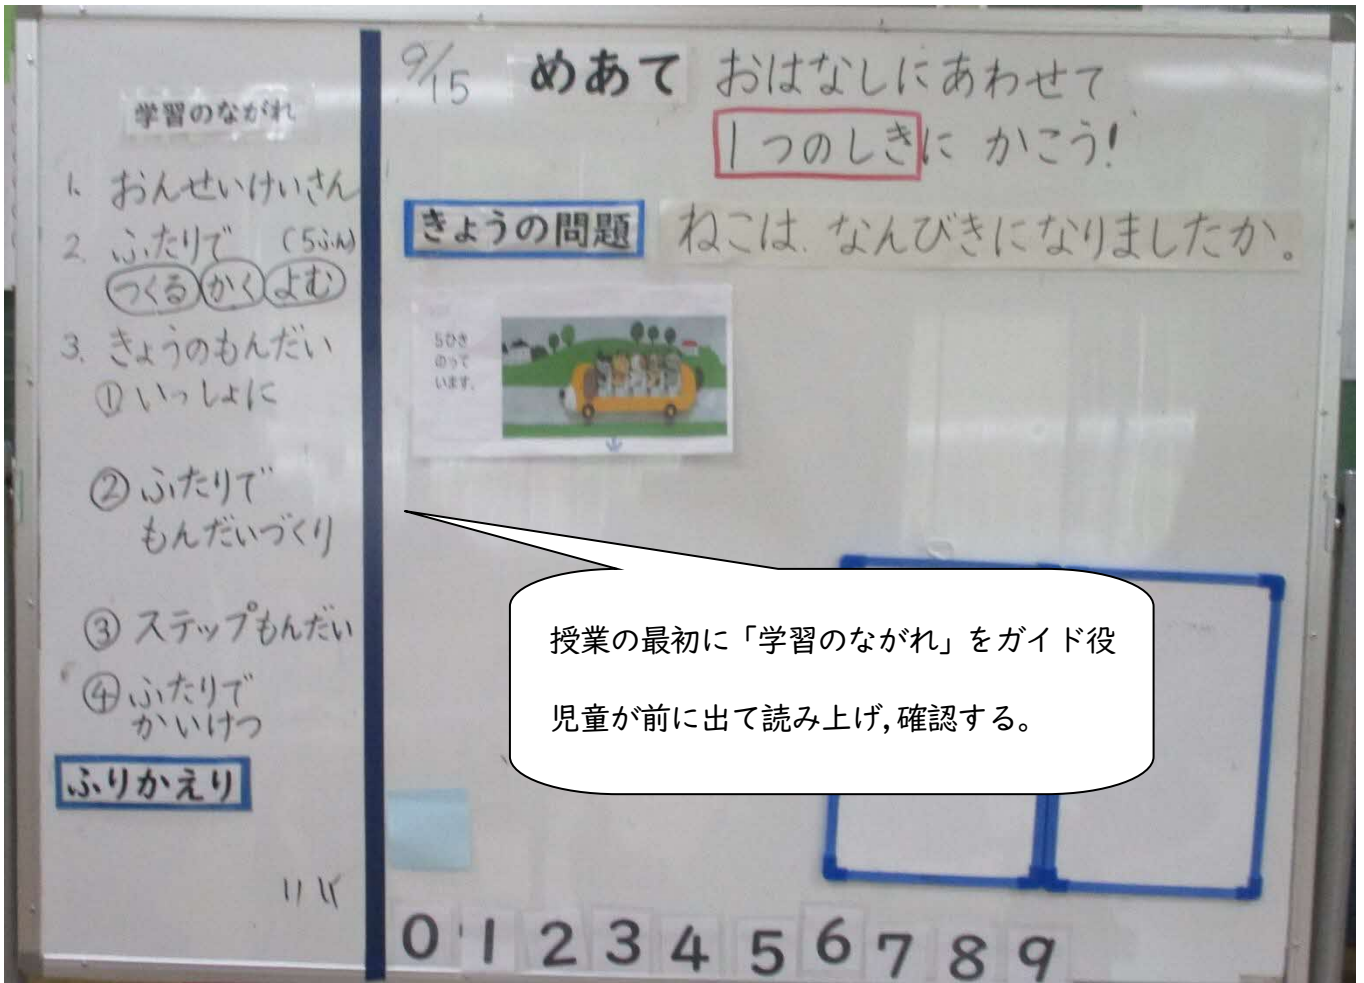 学習のながれ
1. おんせいけいさん
2. ふたりで (5ふん)
つくる かく よむ
3. きょうのもんだい
① いっしょに
② ふたりで
もんだいづくり
③ ステップもんだい
④ ふたりで
かいけつ
ふりかえり
9/15 めあて おはなしにあわせて
1つのしきに かこう!
きょうの問題 ねこは、なんびきになりましたか。
5ひき
のって
います。
授業の最初に「学習のながれ」をガイド役
児童が前に出て読み上げ,確認する。
0 1 2 3 4 5 6 7 8 9